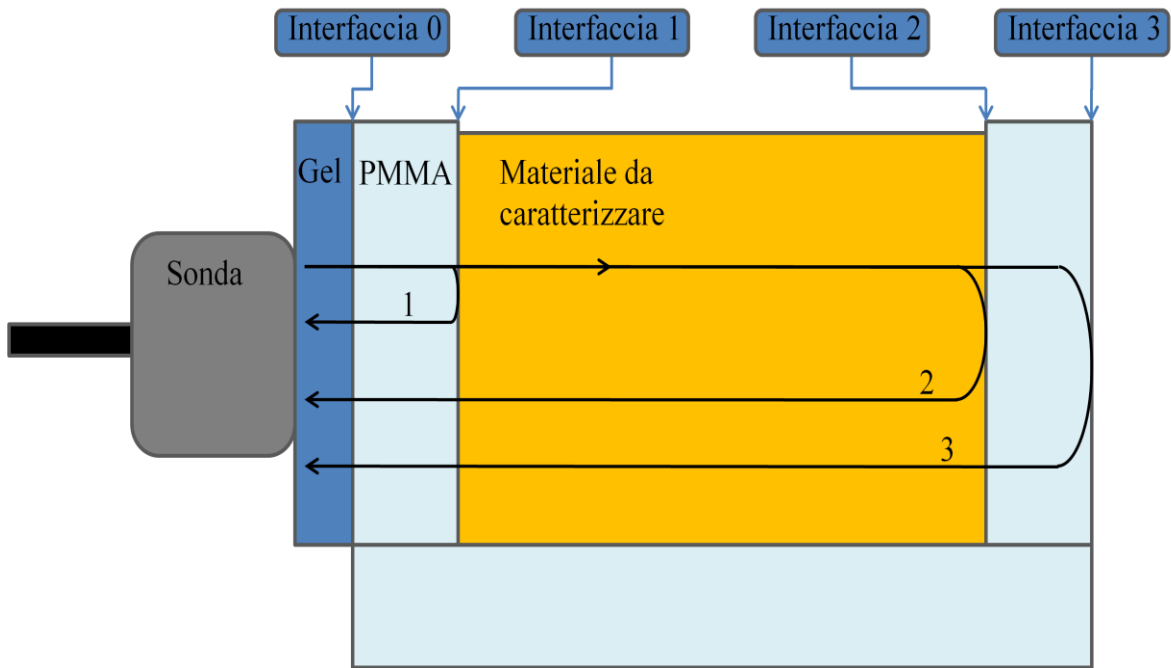 Interfaccia 0
Interfaccia 1
Interfaccia 2
Interfaccia 3
Gel
PMMA
Materiale da
caratterizzare
Sonda
1
2
3